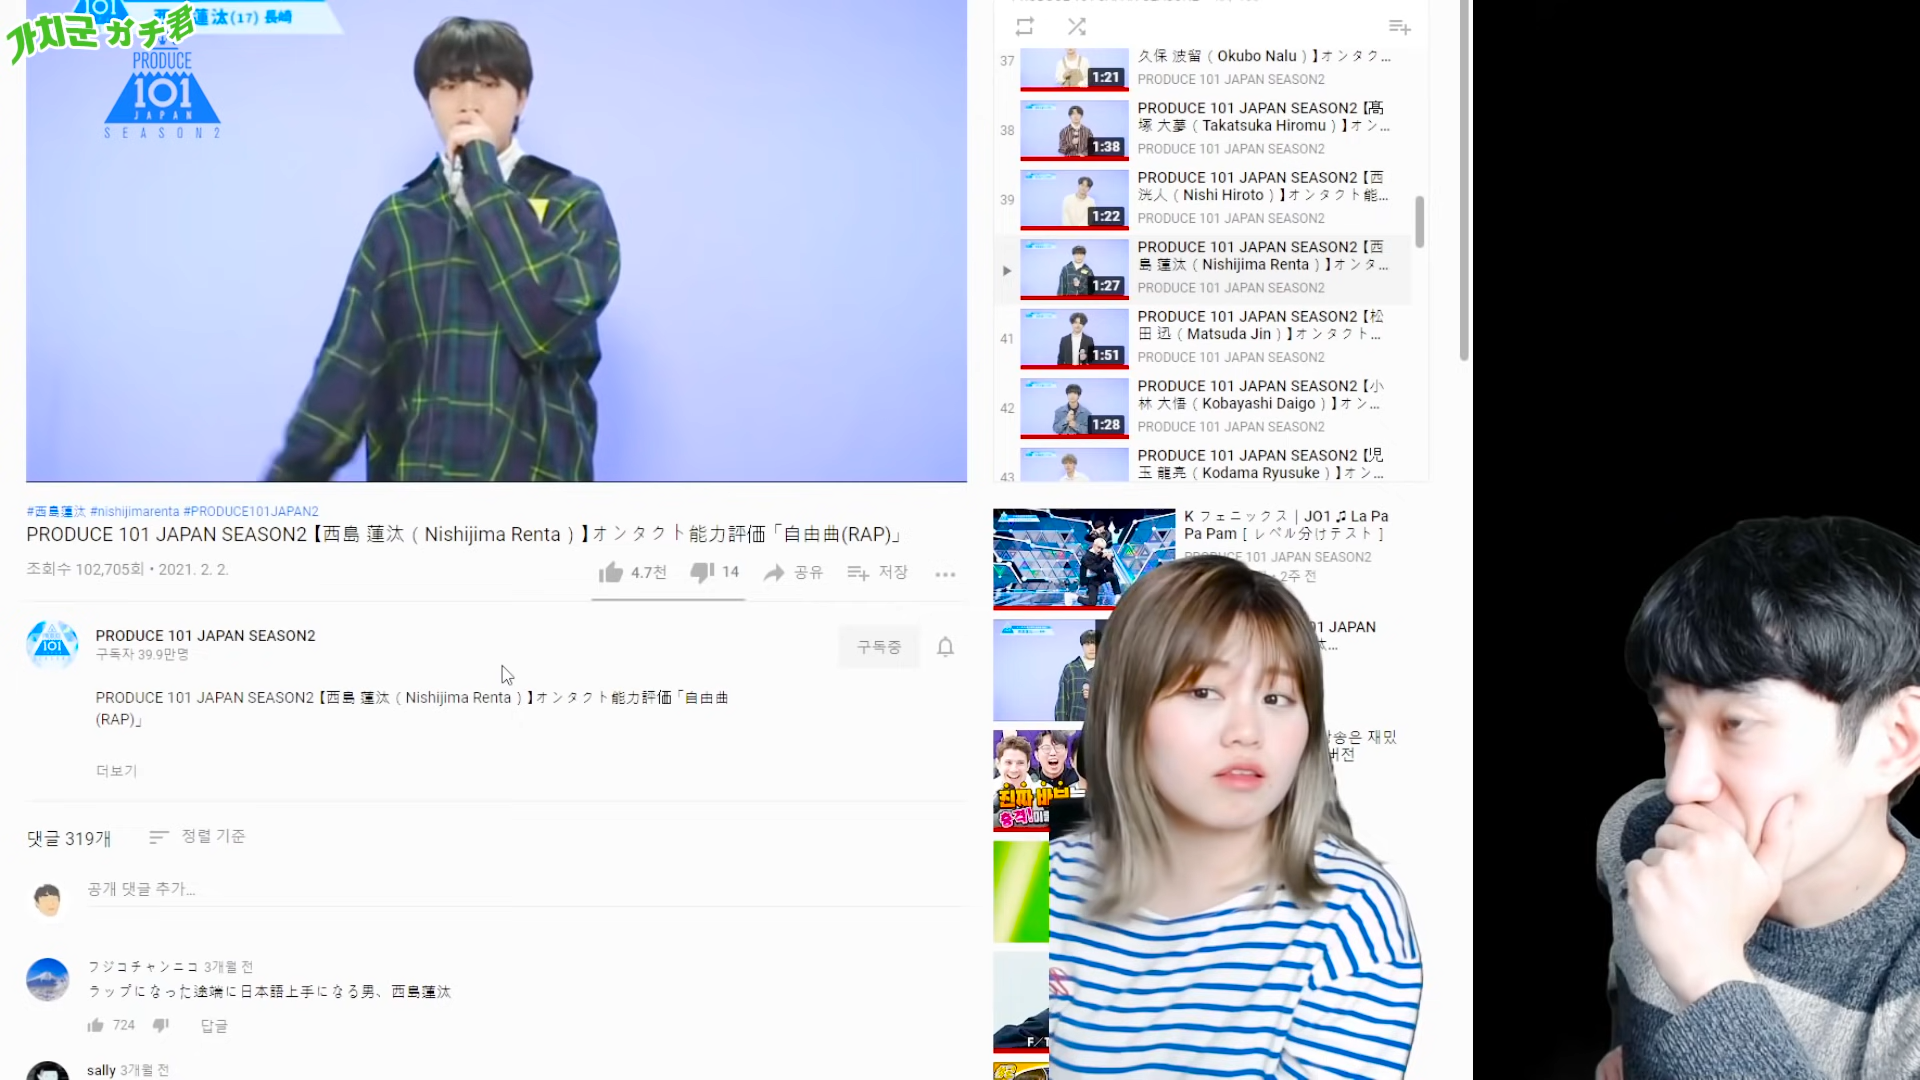 가치군 ガチ君
101
蓮汰(17) 長崎
PRODUCE
101
JAPAN
SEASON2
#西島蓮汰 #nishijimarenta #PRODUCE101JAPAN2
PRODUCE 101 JAPAN SEASON2【西島 蓮汰（Nishijima Renta）】オンタクト能力評価「自由曲(RAP)」
조회수 102,705회 • 2021. 2. 2.
4.7천
14
공유
저장
PRODUCE 101 JAPAN SEASON2
구독자 39.9만명
구독중
PRODUCE 101 JAPAN SEASON2【西島 蓮汰（Nishijima Renta）】オンタクト能力評価「自由曲
(RAP)」
더보기
댓글 319개
정렬 기준
공개 댓글 추가...
フジコチャンニコ 3개월 전
ラップになった途端に日本語上手になる男、西島蓮汰
724
답글
sally 3개월 전
37
1:21
久保 波留（Okubo Nalu）】オンタク...
PRODUCE 101 JAPAN SEASON2
38
1:38
PRODUCE 101 JAPAN SEASON2【髙
塚 大夢（Takatsuka Hiromu）】オン...
PRODUCE 101 JAPAN SEASON2
39
1:22
PRODUCE 101 JAPAN SEASON2【西
洸人（Nishi Hiroto）】オンタクト能...
PRODUCE 101 JAPAN SEASON2
1:27
PRODUCE 101 JAPAN SEASON2【西
島 蓮汰（Nishijima Renta）】オンタ...
PRODUCE 101 JAPAN SEASON2
41
1:51
PRODUCE 101 JAPAN SEASON2【松
田 迅（Matsuda Jin）】オンタクト...
PRODUCE 101 JAPAN SEASON2
42
1:28
PRODUCE 101 JAPAN SEASON2【小
林 大悟（Kobayashi Daigo）】オン...
PRODUCE 101 JAPAN SEASON2
43
PRODUCE 101 JAPAN SEASON2【児
玉 龍亮（Kodama Ryusuke）】オン...
K フェニックス｜JO1 ♫ La Pa
Pa Pam [ レベル分けテスト ]
PRODUCE 101 JAPAN SEASON2
2주 전
JAPAN
재밌
버전
진짜 바보
충격!
F/T